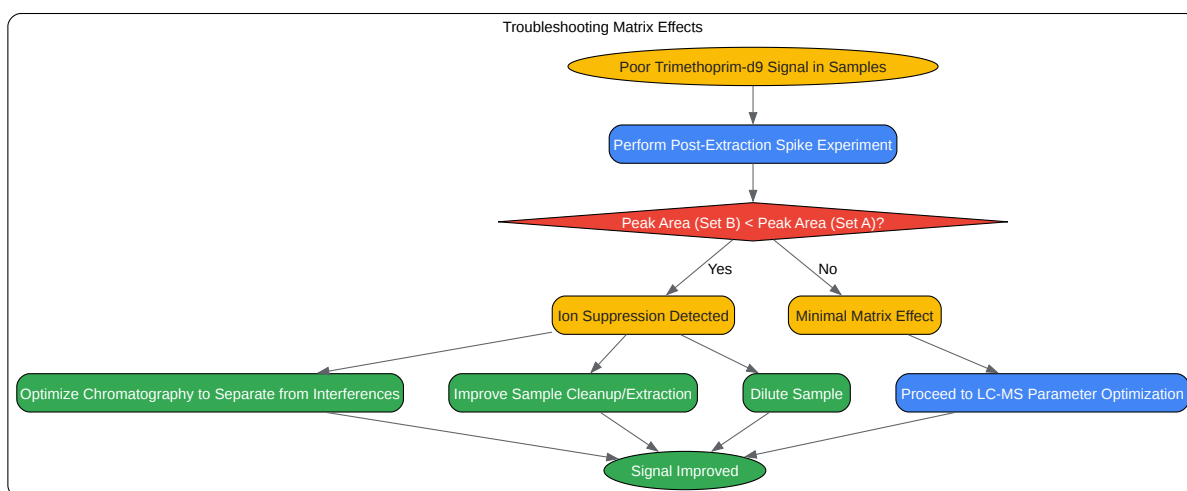 Troubleshooting Matrix Effects
Poor Trimethoprim-d9 Signal in Samples
Perform Post-Extraction Spike Experiment
Peak Area (Set B) < Peak Area (Set A)?
Yes
No
Ion Suppression Detected
Minimal Matrix Effect
Optimize Chromatography to Separate from Interferences
Improve Sample Cleanup/Extraction
Dilute Sample
Proceed to LC-MS Parameter Optimization
Signal Improved